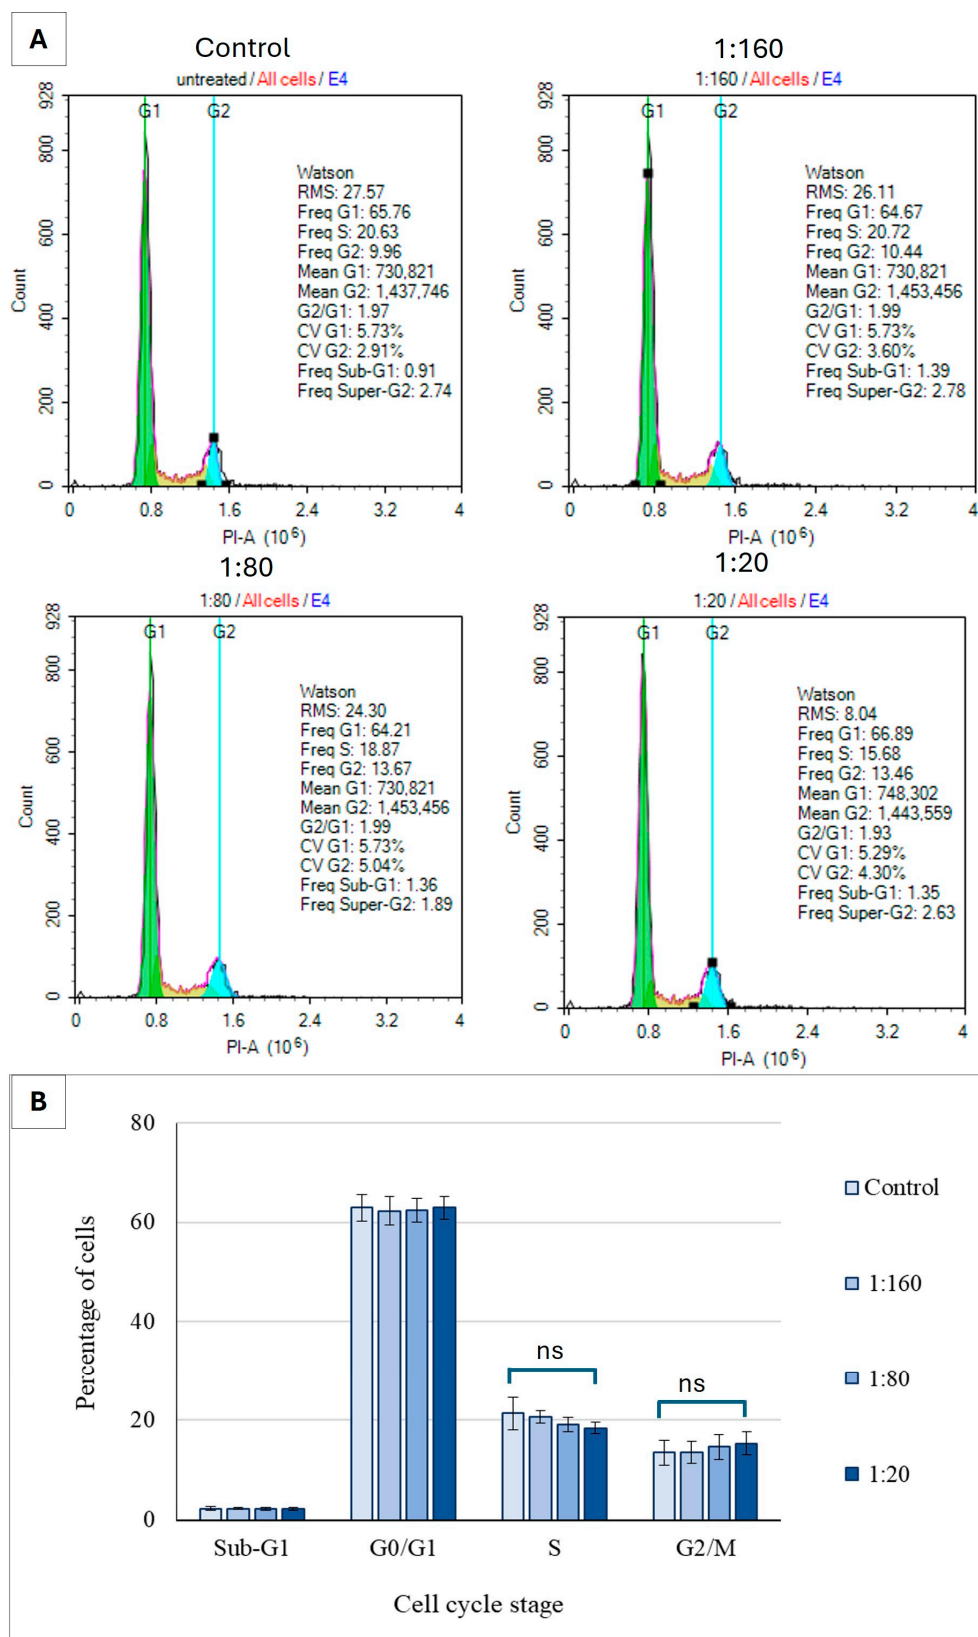 A
Control
untreated / All cells / E4
928
800
600
400
200
0
Count
G1
G2
Watson
RMS: 27.57
Freq G1: 65.76
Freq S: 20.63
Freq G2: 9.96
Mean G1: 730,821
Mean G2: 1,437,746
G2/G1: 1.97
CV G1: 5.73%
CV G2: 2.91%
Freq Sub-G1: 0.91
Freq Super-G2: 2.74
0 0.8 1.6 2.4 3.2 4
PI-A (10⁶)
1:160
1:160 / All cells / E4
928
800
600
400
200
0
Count
G1
G2
Watson
RMS: 26.11
Freq G1: 64.67
Freq S: 20.72
Freq G2: 10.44
Mean G1: 730,821
Mean G2: 1,453,456
G2/G1: 1.99
CV G1: 5.73%
CV G2: 3.60%
Freq Sub-G1: 1.39
Freq Super-G2: 2.78
0 0.8 1.6 2.4 3.2 4
PI-A (10⁶)
1:80
1:80 / All cells / E4
928
800
600
400
200
0
Count
G1
G2
Watson
RMS: 24.30
Freq G1: 64.21
Freq S: 18.87
Freq G2: 13.67
Mean G1: 730,821
Mean G2: 1,453,456
G2/G1: 1.99
CV G1: 5.73%
CV G2: 5.04%
Freq Sub-G1: 1.36
Freq Super-G2: 1.89
0 0.8 1.6 2.4 3.2 4
PI-A (10⁶)
1:20
1:20 / All cells / E4
928
800
600
400
200
0
Count
G1
G2
Watson
RMS: 8.04
Freq G1: 66.89
Freq S: 15.68
Freq G2: 13.46
Mean G1: 748,302
Mean G2: 1,443,559
G2/G1: 1.93
CV G1: 5.29%
CV G2: 4.30%
Freq Sub-G1: 1.35
Freq Super-G2: 2.63
0 0.8 1.6 2.4 3.2 4
PI-A (10⁶)
B
80
60
40
20
0
Percentage of cells
ns
ns
Sub-G1 G0/G1 S G2/M
Cell cycle stage
Control
1:160
1:80
1:20